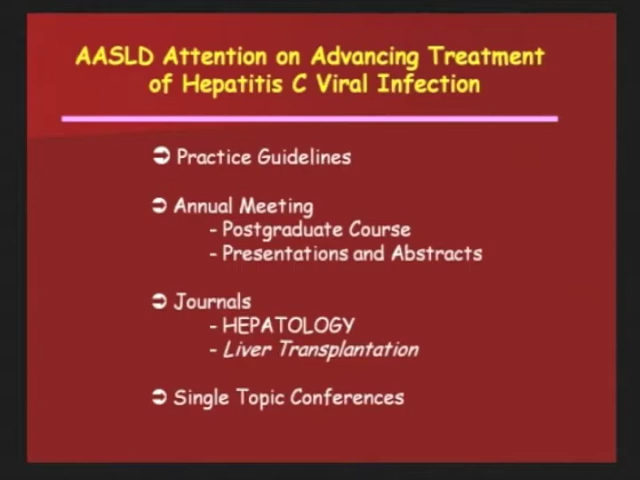 AASLD Attention on Advancing Treatment
of Hepatitis C Viral Infection
➲ Practice Guidelines
➲ Annual Meeting
- Postgraduate Course
- Presentations and Abstracts
➲ Journals
- HEPATOLOGY
- Liver Transplantation
➲ Single Topic Conferences